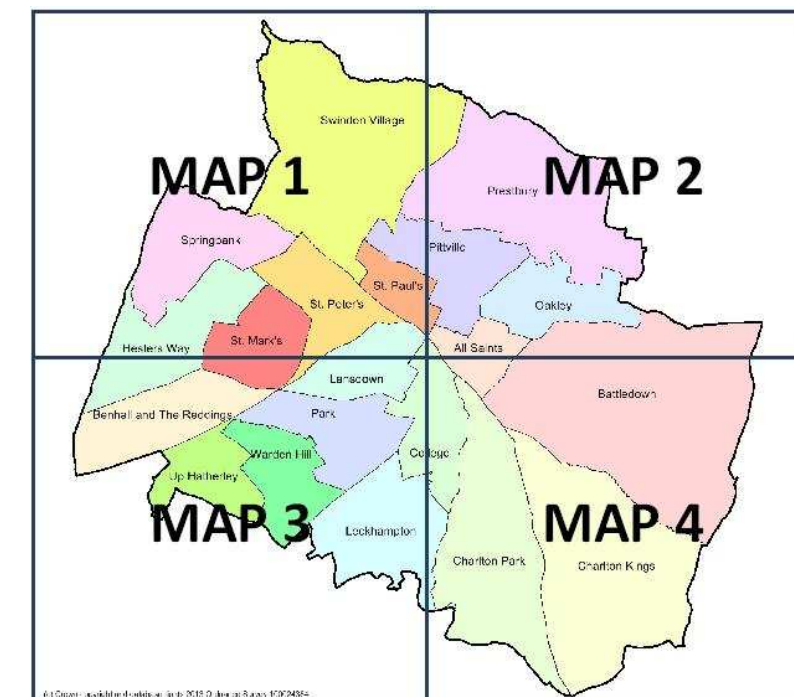 Swindon Village
MAP 1
MAP 2
Prestbury
Springbank
Pittville
St. Paul's
St. Peter's
Oakley
St. Mark's
Hesters Way
All Saints
Lansdown
Battledown
Benhall and The Reddings
Park
Warden Hill
College
Up Hatherley
MAP 3
Leckhampton
MAP 4
Charlton Park
Charlton Kings
2013